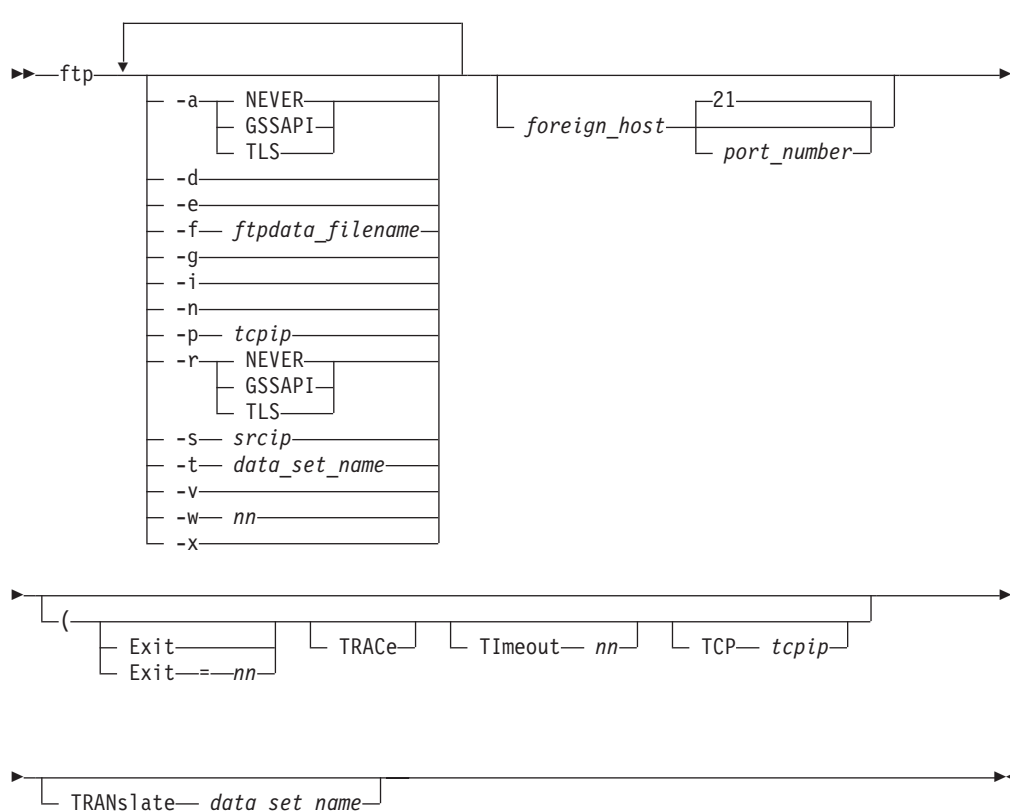 ftp
-a NEVER
GSSAPI
TLS
foreign_host 21
port_number
-d
-e
-f ftpdata_filename
-g
-i
-n
-p tcpip
-r NEVER
GSSAPI
TLS
-s srcip
-t data_set_name
-v
-w nn
-x
(
Exit TRACe TImeout nn TCP tcpip
Exit = nn
TRANslate data_set_name